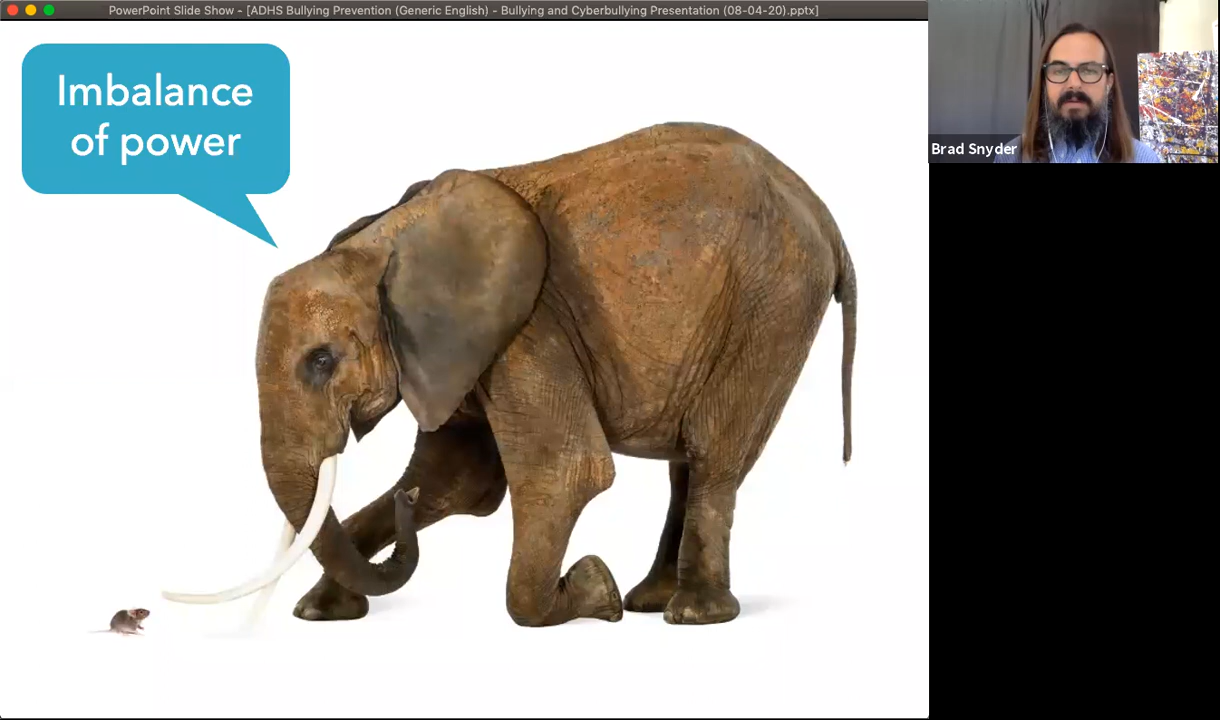 PowerPoint Slide Show - [ADHS Bullying Prevention (Generic English) - Bullying and Cyberbullying Presentation (08-04-20).pptx]
Imbalance
of power
Brad Snyder